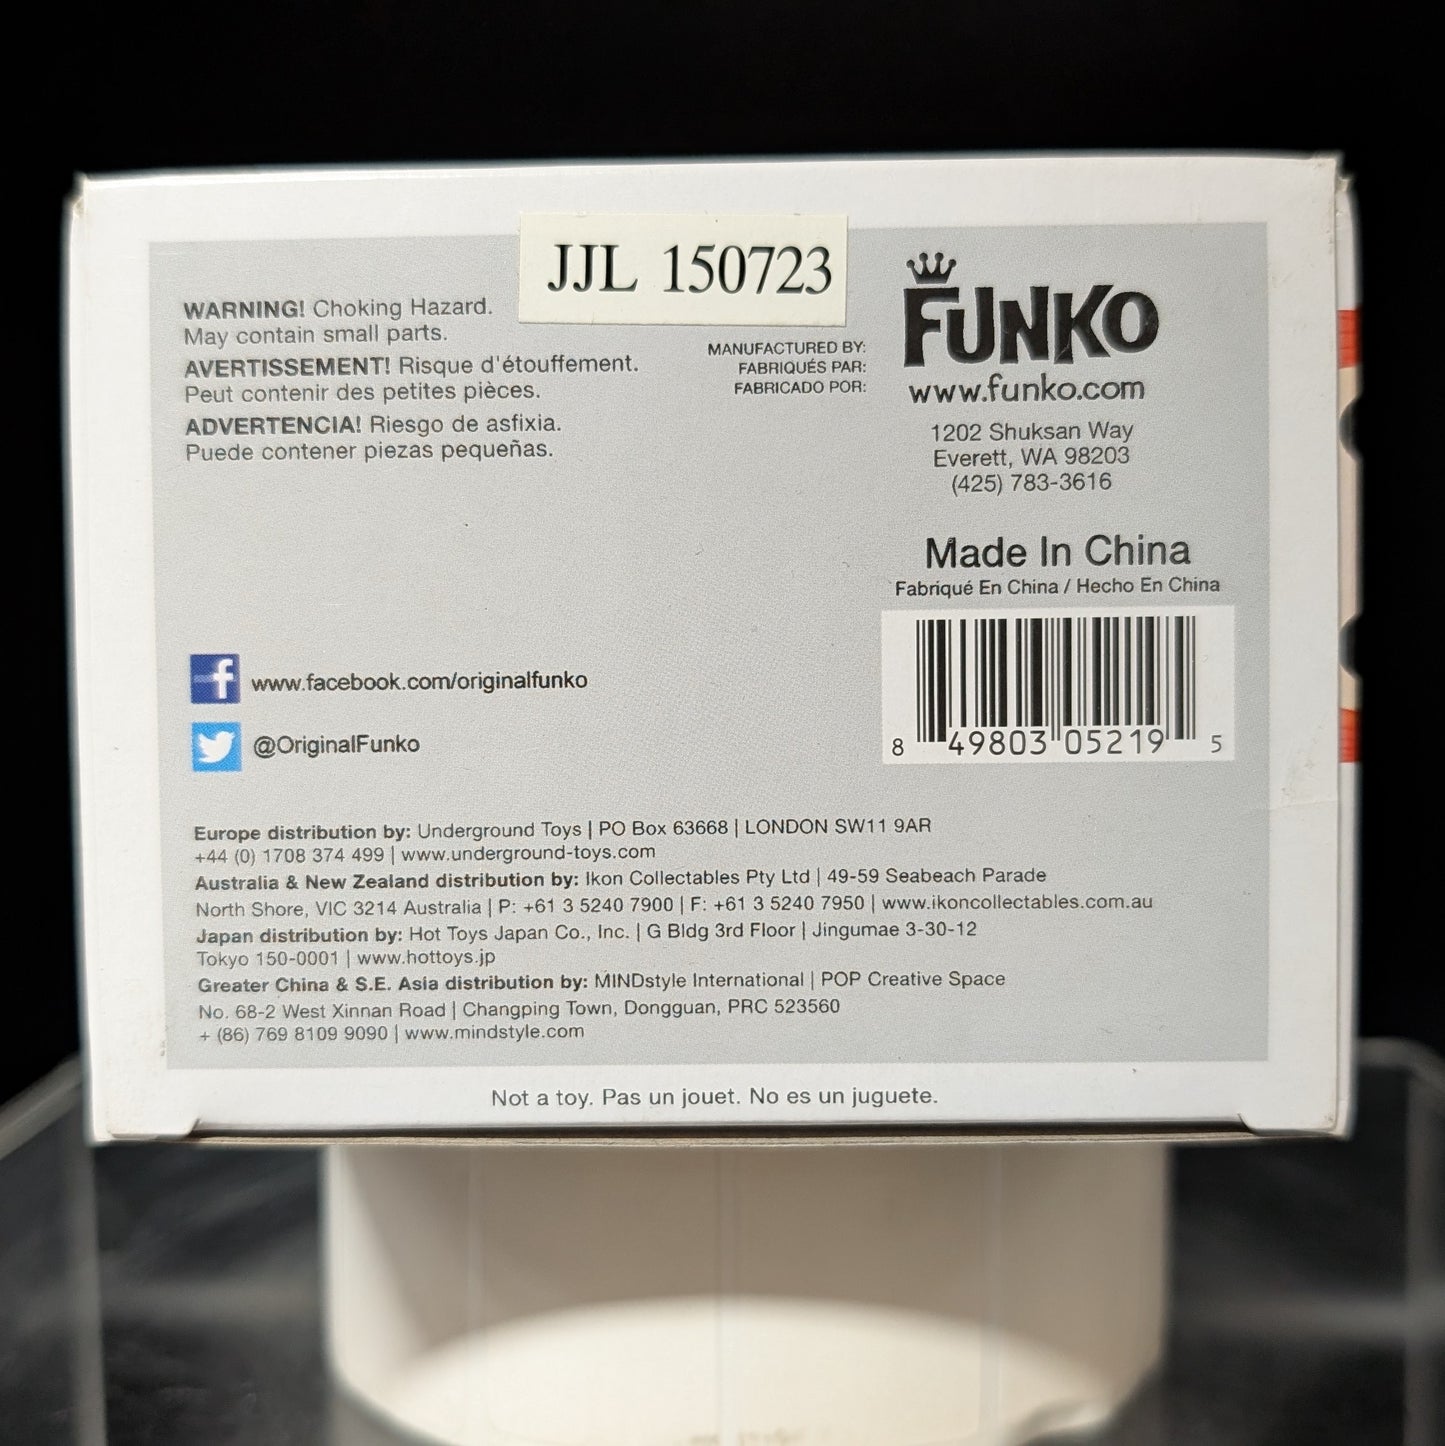 JJL 150723
WARNING! Choking Hazard.
May contain small parts.
AVERTISSEMENT! Risque d'étouffement.
Peut contenir des petites pièces.
ADVERTENCIA! Riesgo de asfixia.
Puede contener piezas pequeñas.
MANUFACTURED BY:
FABRIQUÉS PAR:
FABRICADO POR:
FUNKO
www.funko.com
1202 Shuksan Way
Everett, WA 98203
(425) 783-3616
Made In China
Fabriqué En China / Hecho En China
8 49803 05219 5
f www.facebook.com/originalfunko
@OriginalFunko
Europe distribution by: Underground Toys | PO Box 63668 | LONDON SW11 9AR
+44 (0) 1708 374 499 | www.underground-toys.com
Australia & New Zealand distribution by: Ikon Collectables Pty Ltd | 49-59 Seabeach Parade
North Shore, VIC 3214 Australia | P: +61 3 5240 7900 | F: +61 3 5240 7950 | www.ikoncollectables.com.au
Japan distribution by: Hot Toys Japan Co., Inc. | G Bldg 3rd Floor | Jingumae 3-30-12
Tokyo 150-0001 | www.hottoys.jp
Greater China & S.E. Asia distribution by: MINDstyle International | POP Creative Space
No. 68-2 West Xinnan Road | Changping Town, Dongguan, PRC 523560
+ (86) 769 8109 9090 | www.mindstyle.com
Not a toy. Pas un jouet. No es un juguete.